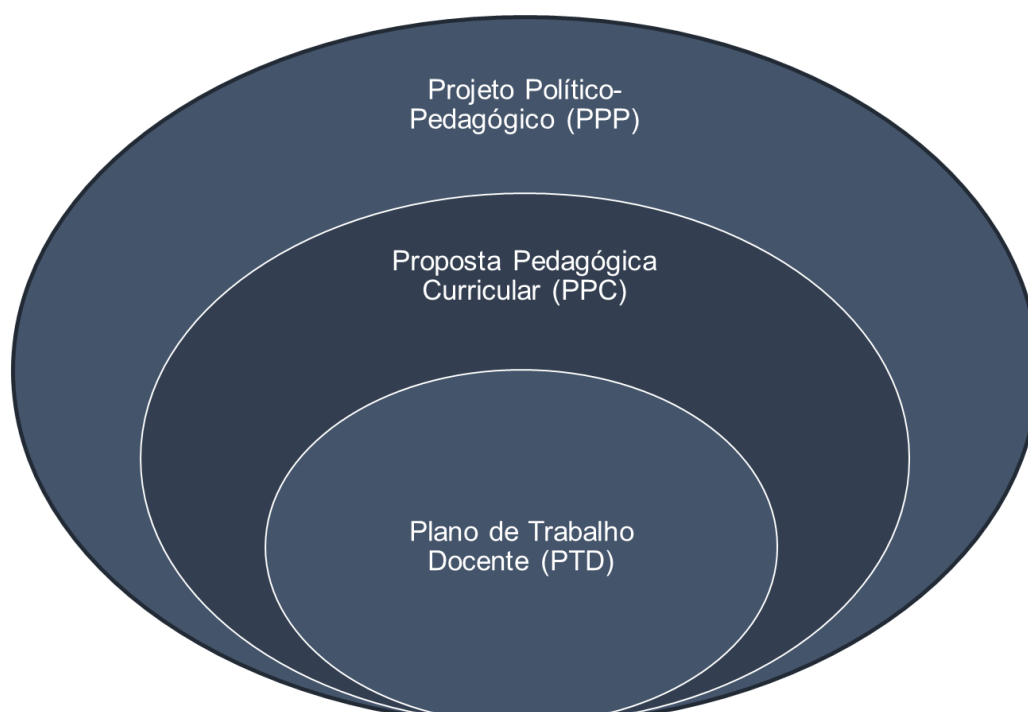 Projeto Político-
Pedagógico (PPP)
Proposta Pedagógica
Curricular (PPC)
Plano de Trabalho
Docente (PTD)